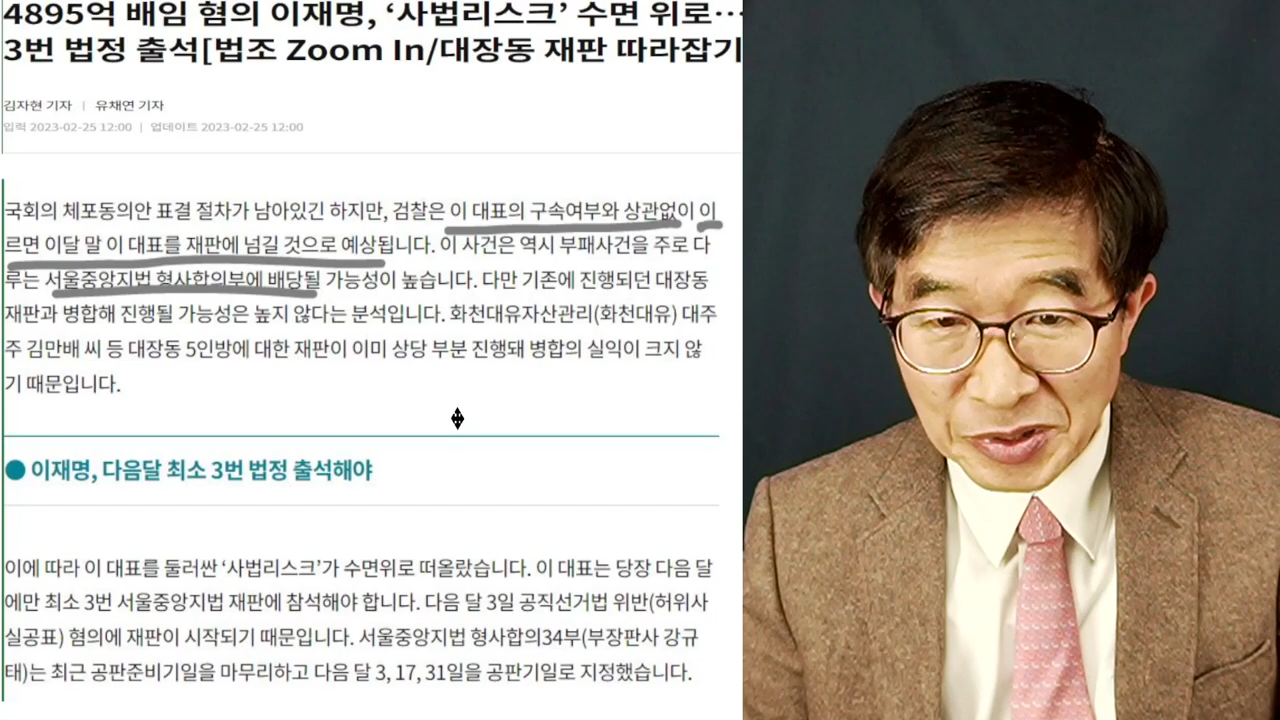 4895억 배임 혐의 이재명, ‘사법리스크’ 수면 위로…
3번 법정 출석[법조 Zoom In/대장동 재판 따라잡기
김자현 기자 | 유채연 기자
입력 2023-02-25 12:00 | 업데이트 2023-02-25 12:00
국회의 체포동의안 표결 절차가 남아있긴 하지만, 검찰은 이 대표의 구속여부와 상관없이 이
르면 이달 말 이 대표를 재판에 넘길 것으로 예상됩니다. 이 사건은 역시 부패사건을 주로 다
루는 서울중앙지법 형사합의부에 배당될 가능성이 높습니다. 다만 기존에 진행되던 대장동
재판과 병합해 진행될 가능성은 높지 않다는 분석입니다. 화천대유자산관리(화천대유) 대주
주 김만배 씨 등 대장동 5인방에 대한 재판이 이미 상당 부분 진행돼 병합의 실익이 크지 않
기 때문입니다.
● 이재명, 다음달 최소 3번 법정 출석해야
이에 따라 이 대표를 둘러싼 ‘사법리스크’가 수면위로 떠올랐습니다. 이 대표는 당장 다음 달
에만 최소 3번 서울중앙지법 재판에 참석해야 합니다. 다음 달 3일 공직선거법 위반(허위사
실공표) 혐의에 재판이 시작되기 때문입니다. 서울중앙지법 형사합의34부(부장판사 강규
태)는 최근 공판준비기일을 마무리하고 다음 달 3, 17, 31일을 공판기일로 지정했습니다.